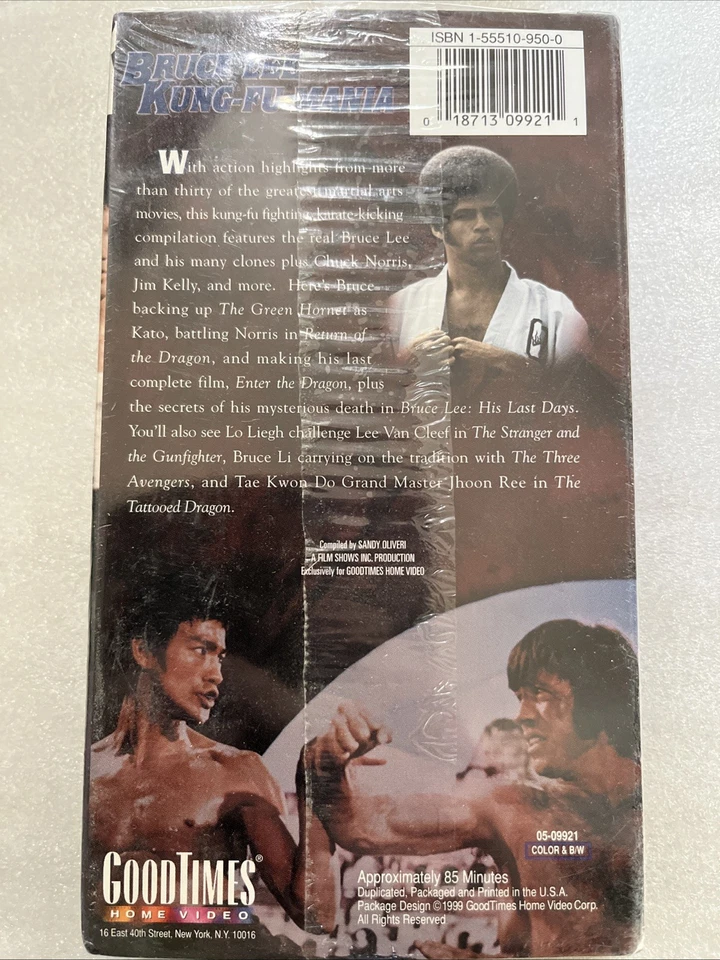 ISBN 1-55510-950-0
0 18713 09921 1
BRUCE LEE
KUNG-FU MANIA
With action highlights from more
than thirty of the greatest martial arts
movies, this kung-fu fighting, karate-kicking
compilation features the real Bruce Lee
and his many clones plus Chuck Norris,
Jim Kelly, and more. Here's Bruce
backing up The Green Hornet as
Kato, battling Norris in Return of
the Dragon, and making his last
complete film, Enter the Dragon, plus
the secrets of his mysterious death in Bruce Lee: His Last Days.
You'll also see Lo Liegh challenge Lee Van Cleef in The Stranger and
the Gunfighter, Bruce Li carrying on the tradition with The Three
Avengers, and Tae Kwon Do Grand Master Jhoon Ree in The
Tattooed Dragon.
Compiled by SANDY OLIVERI
A FILM SHOWS INC. PRODUCTION
Exclusively for GOODTIMES HOME VIDEO
05-09921
COLOR & B/W
GOODTIMES®
HOME VIDEO
16 East 40th Street, New York, N.Y. 10016
Approximately 85 Minutes
Duplicated, Packaged and Printed in the U.S.A.
Package Design ©1999 GoodTimes Home Video Corp.
All Rights Reserved